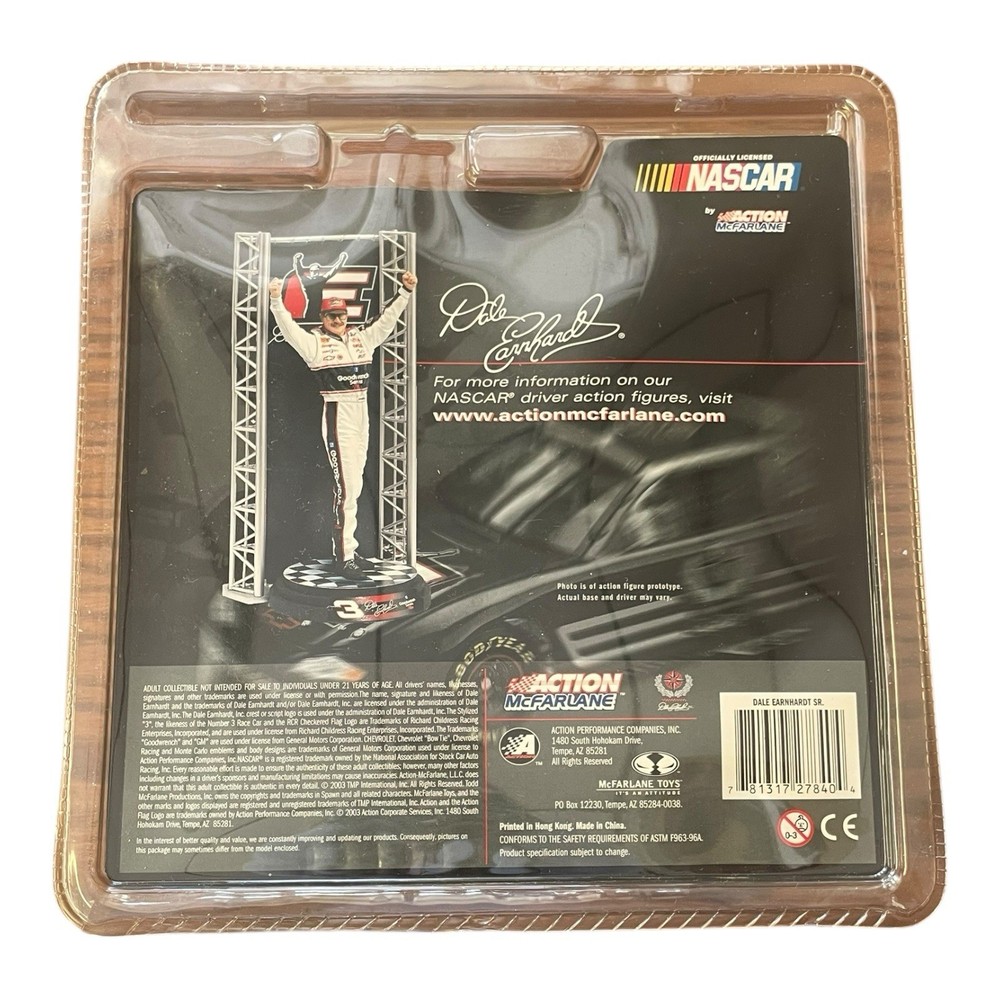 OFFICIALLY LICENSED
NASCAR
by ACTION
McFARLANE
E
Dale
Earnhardt ®
For more information on our
NASCAR® driver action figures, visit
www.actionmcfarlane.com
Goodwrench
Service
3
Photo is of action figure prototype.
Actual base and driver may vary.
GOODYEAR
ADULT COLLECTIBLE NOT INTENDED FOR SALE TO INDIVIDUALS UNDER 21 YEARS OF AGE. All drivers' names, likenesses,
signatures and other trademarks are used under license or with permission.The name, signature and likeness of Dale
Earnhardt and the trademarks of Dale Earnhardt and/or Dale Earnhardt, Inc. are licensed under the administration of Dale
Earnhardt, Inc. The Dale Earnhardt, Inc. crest or script logo is used under the administration of Dale Earnhardt, Inc.The Stylized
"3", the likeness of the Number 3 Race Car and the RCR Checkered Flag Logo are Trademarks of Richard Childress Racing
Enterprises, Incorporated, and are used under license from Richard Childress Racing Enterprises, Incorporated.The Trademarks
"Goodwrench" and "GM" are used under license from General Motors Corporation. CHEVROLET, Chevrolet "Bow Tie", Chevrolet
Racing and Monte Carlo emblems and body designs are trademarks of General Motors used under license to
Action Performance Companies, Inc.NASCAR® is a registered trademark owned by the National Association for Stock Car Auto
Racing, Inc. Every reasonable effort is made to ensure the authenticity of these adult collectibles; however, many other factors
including changes in a driver's sponsors and manufacturing limitations may cause inaccuracies. Action-McFarlane, L.L.C. does
not warrant that this adult collectible is authentic in every detail. © 2003 TMP International, Inc. All Rights Reserved. Todd
McFarlane Productions, Inc. owns the copyrights and trademarks in Spawn and all related characters. McFarlane Toys, and the
other marks and logos displayed are registered and unregistered trademarks of TMP International, Inc. Action and the Action
Flag Logo are trademarks owned by Action Performance Companies, Inc. © 2003 Action Corporate Services, Inc. 1480 South
Hohokam Drive, Tempe, AZ 85281.
In the interest of better quality and value, we are constantly improving and updating our products. Consequently, pictures on
this package may sometimes differ from the model enclosed.
ACTION™
McFARLANE
A™
ACTION PERFORMANCE COMPANIES, INC.
1480 South Hohokam Drive,
Tempe, AZ 85281
All Rights Reserved
McFARLANE TOYS
IT'S AN ATTITUDE
PO Box 12230, Tempe, AZ 85284-0038.
Printed in Hong Kong. Made in China.
CONFORMS TO THE SAFETY REQUIREMENTS OF ASTM F963-96A.
Product specification subject to change.
DALE EARNHARDT SR.
7 81317 27840 4
0-3 CE